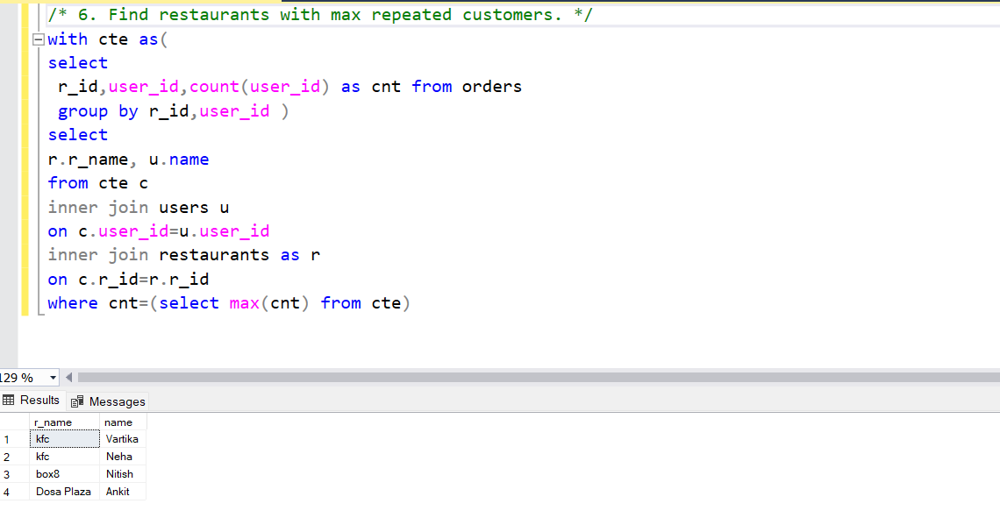 /* 6. Find restaurants with max repeated customers. */
with cte as(
select
r_id,user_id,count(user_id) as cnt from orders
group by r_id,user_id )
select
r.r_name, u.name
from cte c
inner join users u
on c.user_id=u.user_id
inner join restaurants as r
on c.r_id=r.r_id
where cnt=(select max(cnt) from cte)
129 %
Results Messages
r_name name
1 kfc Vartika
2 kfc Neha
3 box8 Nitish
4 Dosa Plaza Ankit